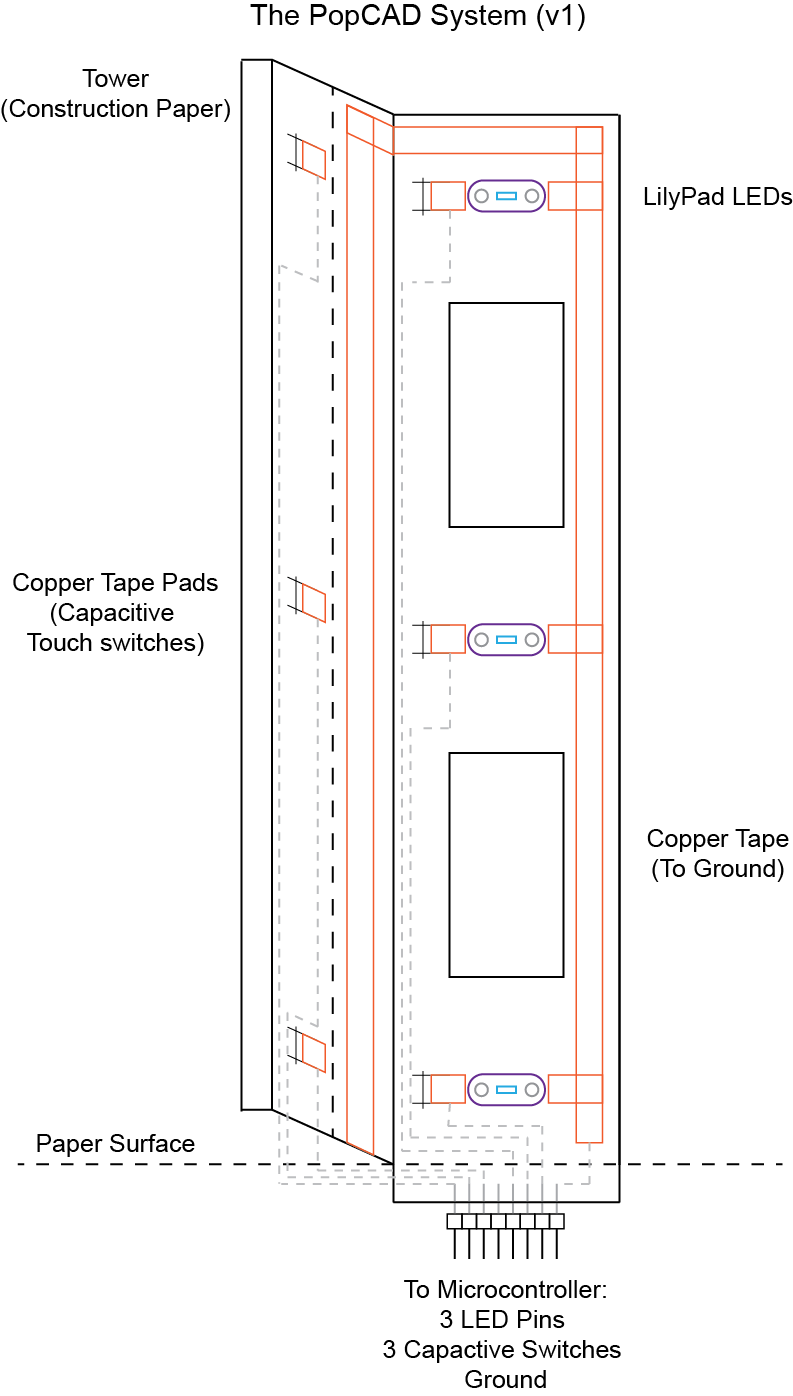 The PopCAD System (v1)
Tower
(Construction Paper)
LilyPad LEDs
Copper Tape Pads
(Capacitive
Touch switches)
Copper Tape
(To Ground)
Paper Surface
To Microcontroller:
3 LED Pins
3 Capactive Switches
Ground